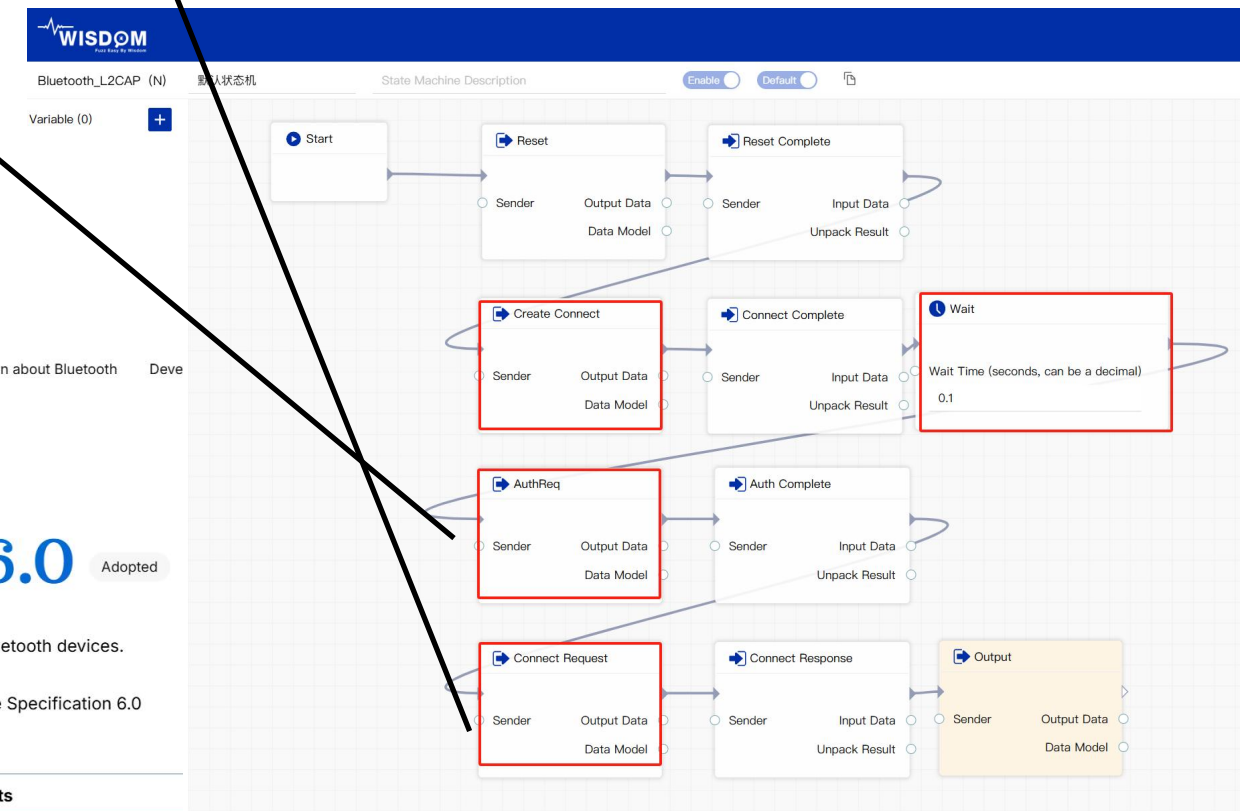 WISDOM
Fuzz Easy By Wisdom
Bluetooth_L2CAP (N)
默认状态机
State Machine Description
Enable
Default
Variable (0)
+
Start
Reset
Sender Output Data
Data Model
Reset Complete
Sender Input Data
Unpack Result
Create Connect
Sender Output Data
Data Model
Connect Complete
Sender Input Data
Unpack Result
Wait
Wait Time (seconds, can be a decimal)
0.1
n about Bluetooth Deve
AuthReq
Sender Output Data
Data Model
Auth Complete
Sender Input Data
Unpack Result
6.0 Adopted
etooth devices.
e Specification 6.0
ts
Connect Request
Sender Output Data
Data Model
Connect Response
Sender Input Data
Unpack Result
Output
Sender Output Data
Data Model